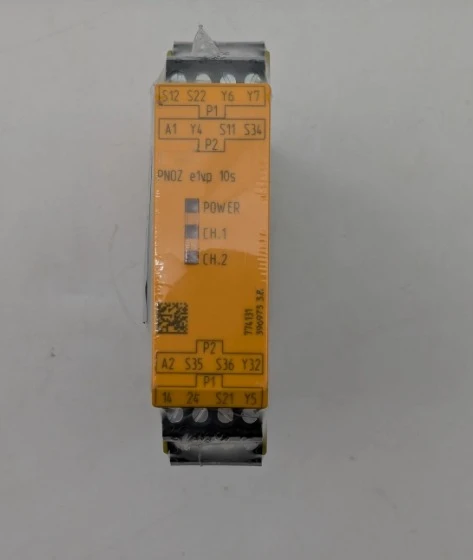 S12 S22 Y6 Y7
P1
A1 Y4 S11 S34
P2
PNOZ e1vp 10s
POWER
CH.1
CH.2
774131
P2
A2 S35 S36 Y32
P1
14 24 S21 Y5